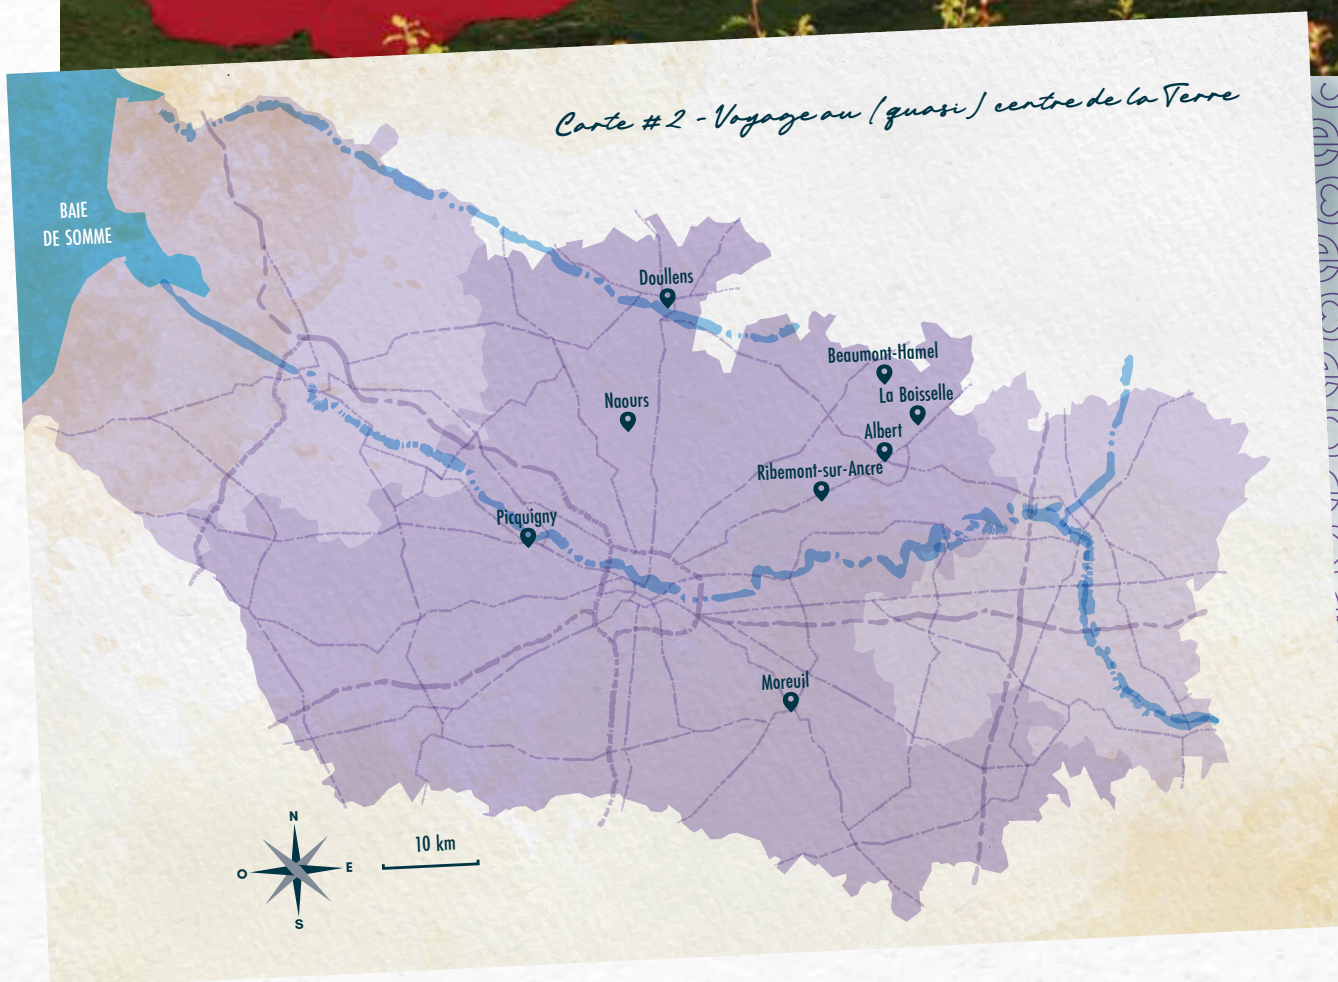 Carte #2 - Voyage au (quasi) centre de la Terre
BAIE
DE SOMME
Doullens
Beaumont-Hamel
La Boisselle
Naours
Albert
Ribemont-sur-Ancre
Picquigny
Moreuil
N
O
E
S
10 km